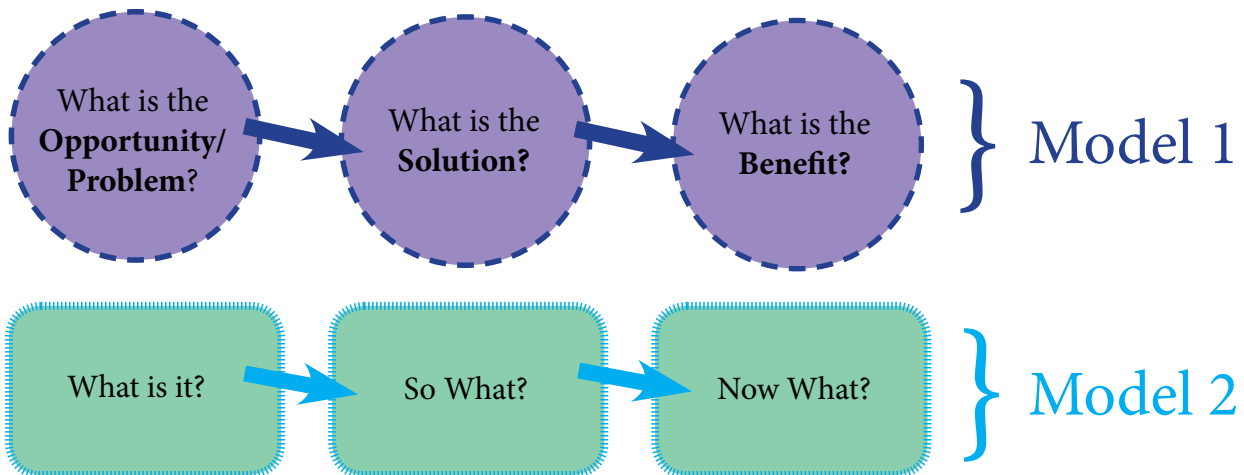 What is the
Opportunity/
Problem?
What is the
Solution?
What is the
Benefit?
} Model 1
What is it?
So What?
Now What?
} Model 2